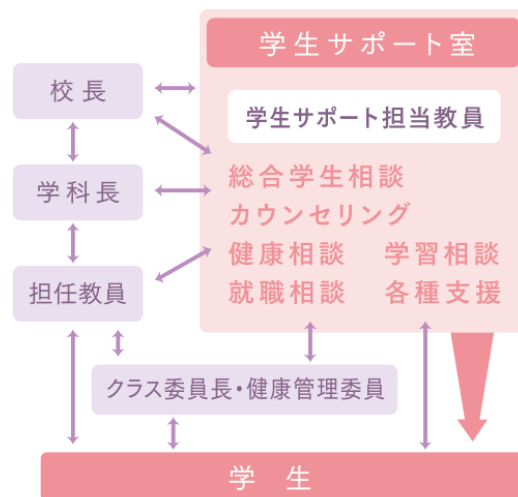 学生サポート室
校長
学生サポート担当教員
学科長
総合学生相談
カウンセリング
健康相談 学習相談
就職相談 各種支援
担任教員
クラス委員長・健康管理委員
学生